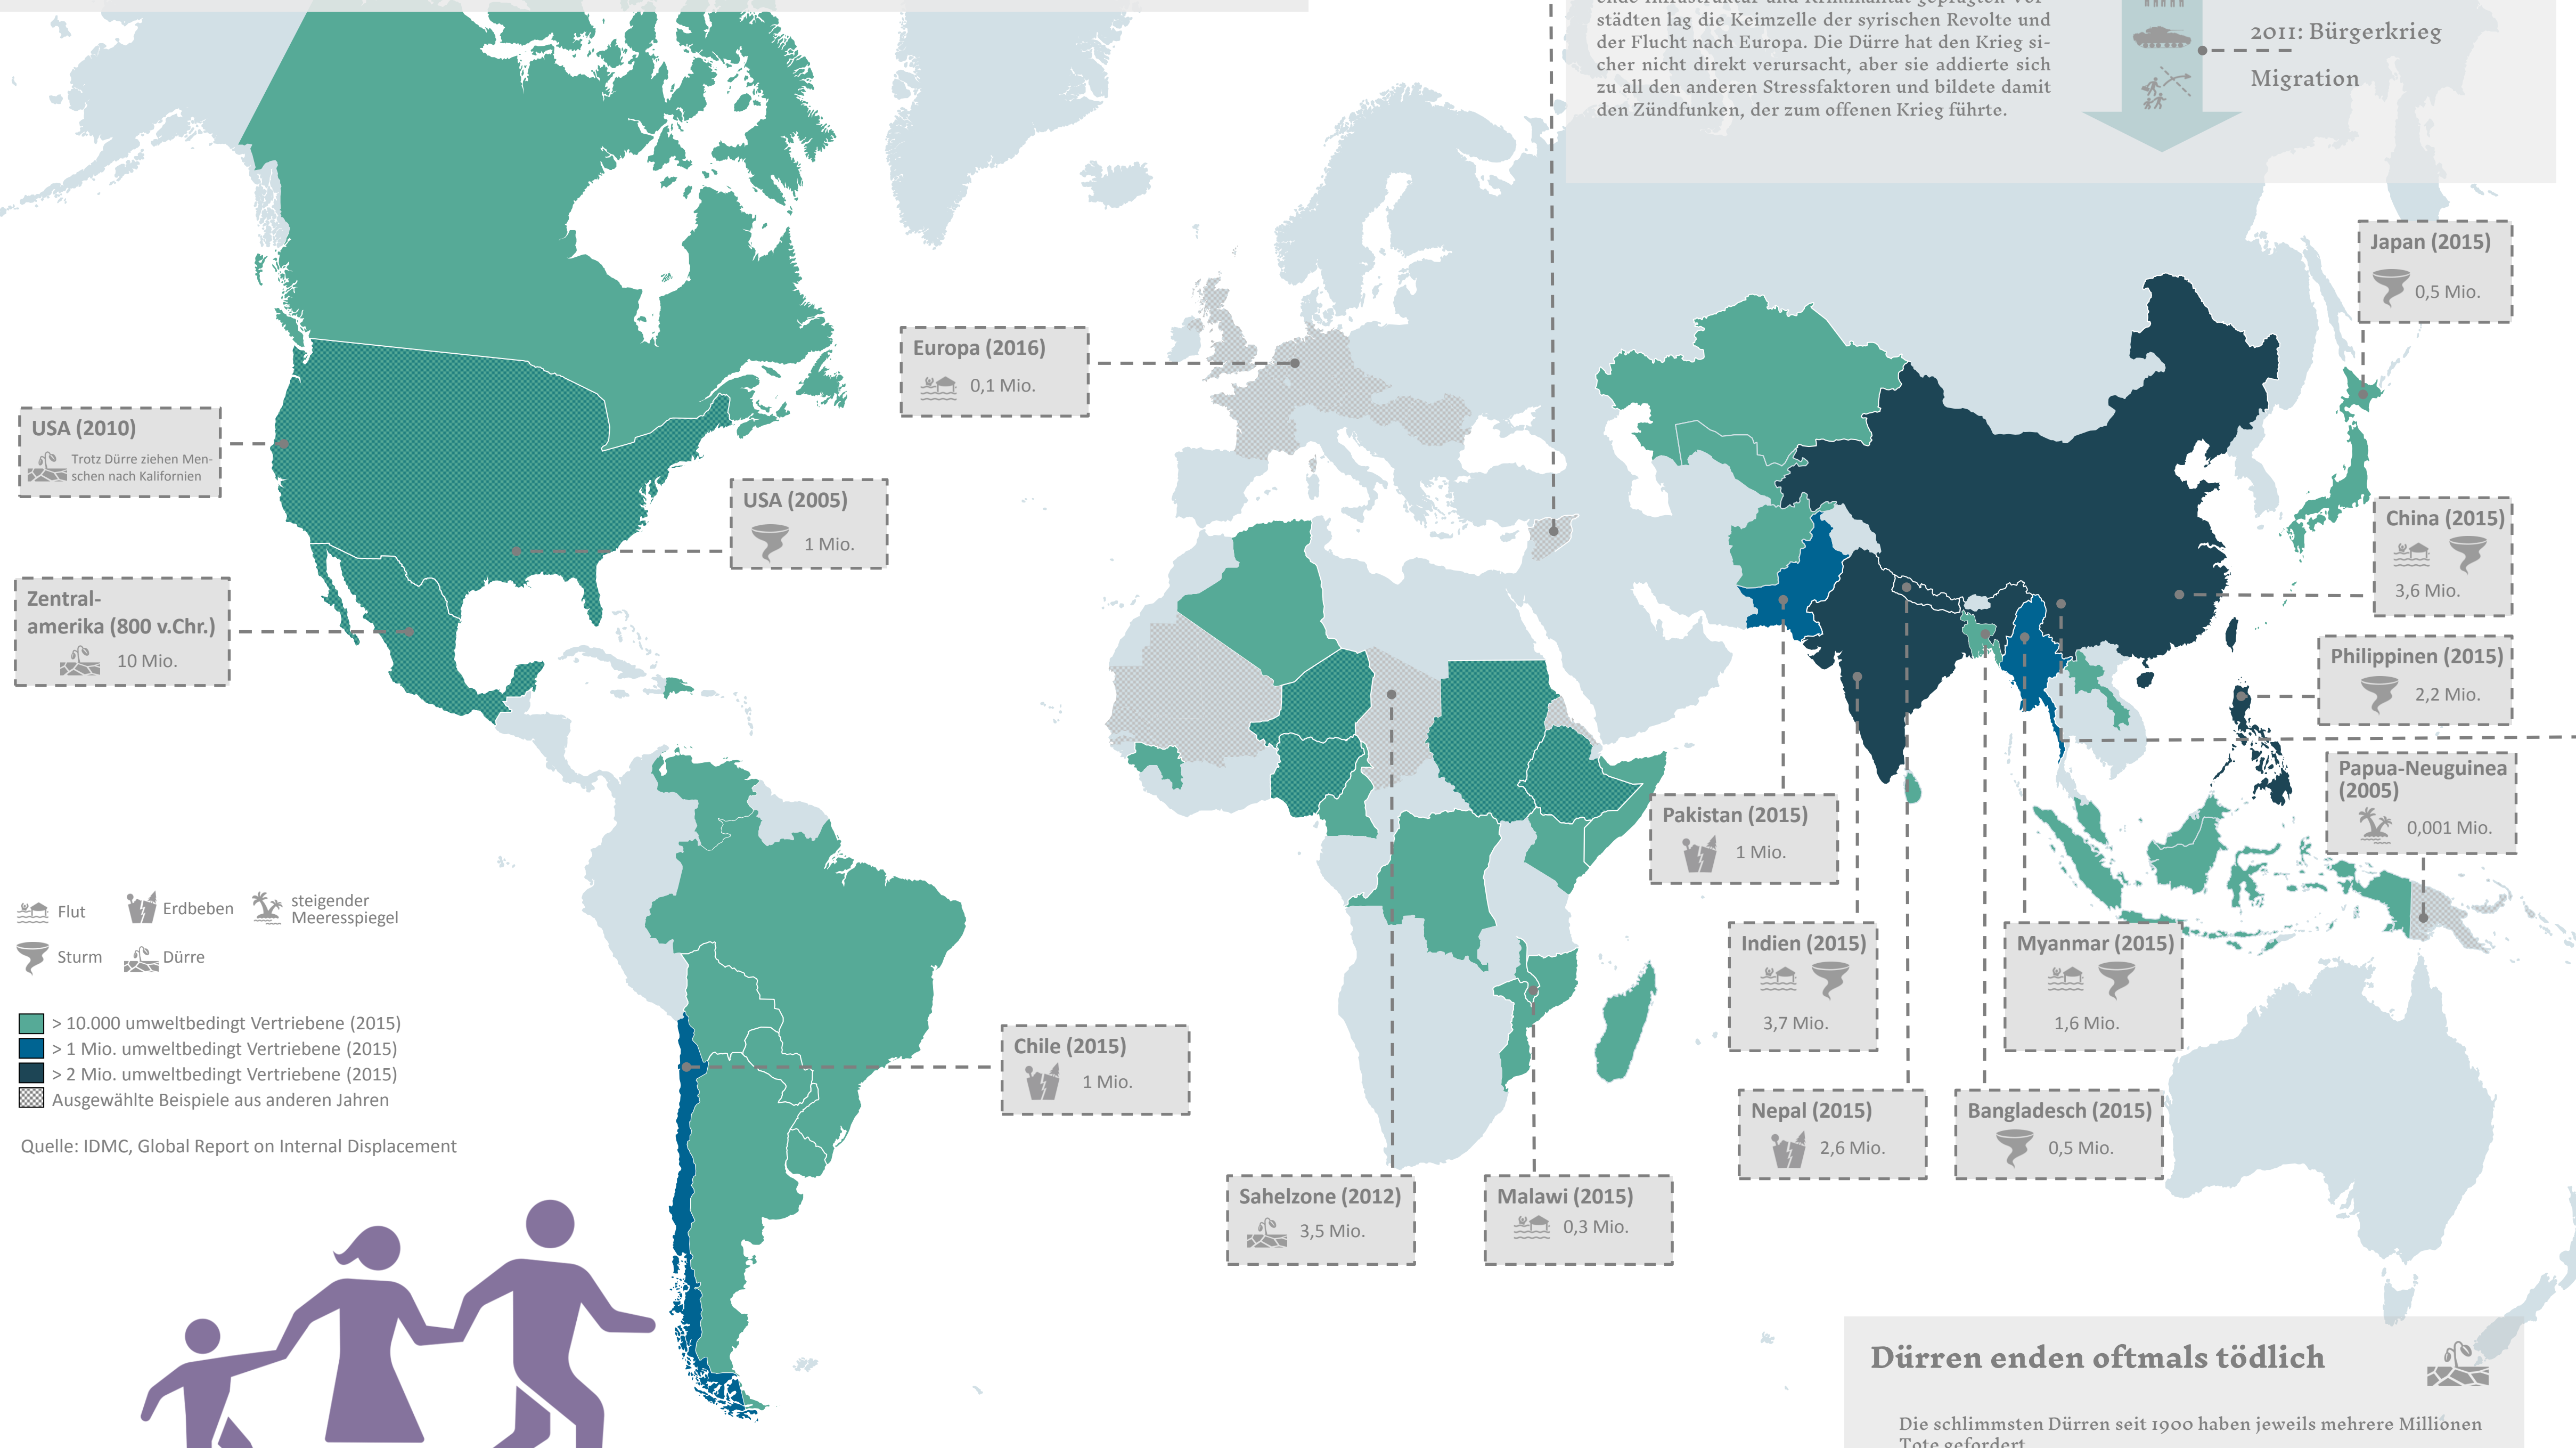 städten lag die Keimzelle der syrischen Revolte und
der Flucht nach Europa. Die Dürre hat den Krieg si-
cher nicht direkt verursacht, aber sie addierte sich
zu all den anderen Stressfaktoren und bildete damit
den Zündfunken, der zum offenen Krieg führte.
2011: Bürgerkrieg
Migration
Japan (2015)
0,5 Mio.
Europa (2016)
0,1 Mio.
USA (2010)
Trotz Dürre ziehen Men-
schen nach Kalifornien
USA (2005)
1 Mio.
China (2015)
3,6 Mio.
Zentral-
amerika (800 v.Chr.)
10 Mio.
Philippinen (2015)
2,2 Mio.
Papua-Neuguinea
(2005)
0,001 Mio.
Pakistan (2015)
1 Mio.
Flut
Erdbeben
steigender
Meeresspiegel
Sturm
Dürre
Indien (2015)
3,7 Mio.
Myanmar (2015)
1,6 Mio.
> 10.000 umweltbedingt Vertriebene (2015)
> 1 Mio. umweltbedingt Vertriebene (2015)
> 2 Mio. umweltbedingt Vertriebene (2015)
Ausgewählte Beispiele aus anderen Jahren
Chile (2015)
1 Mio.
Nepal (2015)
2,6 Mio.
Bangladesch (2015)
0,5 Mio.
Quelle: IDMC, Global Report on Internal Displacement
Sahelzone (2012)
3,5 Mio.
Malawi (2015)
0,3 Mio.
Dürren enden oftmals tödlich
Die schlimmsten Dürren seit 1900 haben jeweils mehrere Millionen
Tote gefordert